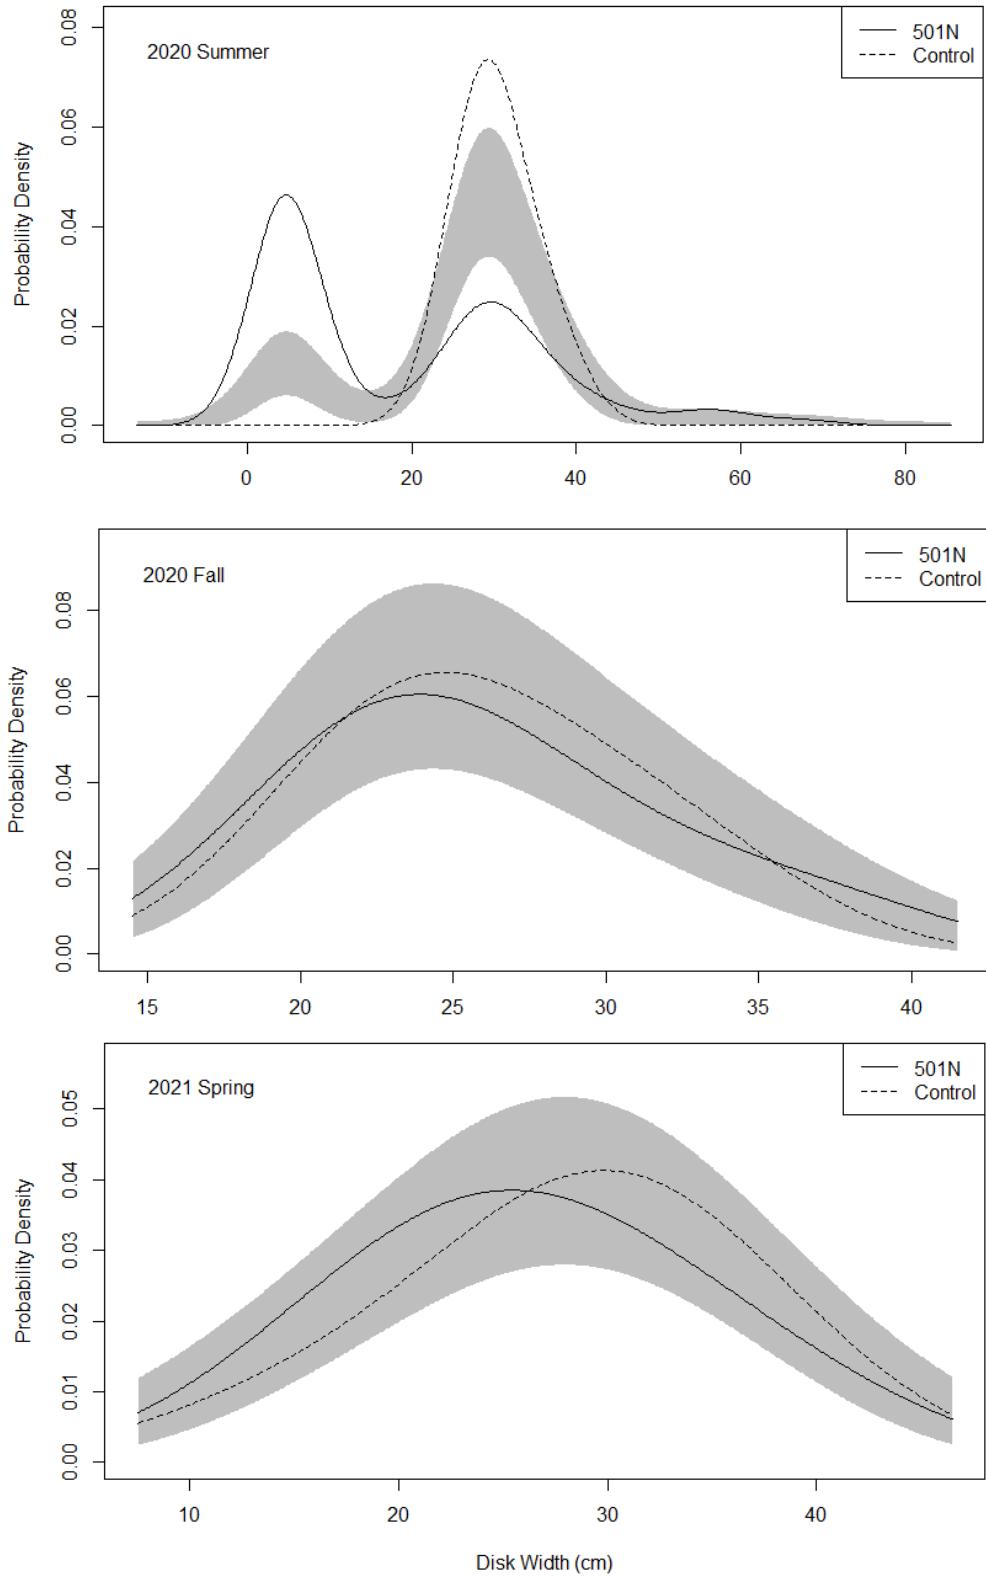 2020 Summer
501N
Control
Probability Density
0.00
0.02
0.04
0.06
0.08
0
20
40
60
80
2020 Fall
501N
Control
Probability Density
0.00
0.02
0.04
0.06
0.08
15
20
25
30
35
40
2021 Spring
501N
Control
Probability Density
0.00
0.01
0.02
0.03
0.04
0.05
10
20
30
40
Disk Width (cm)